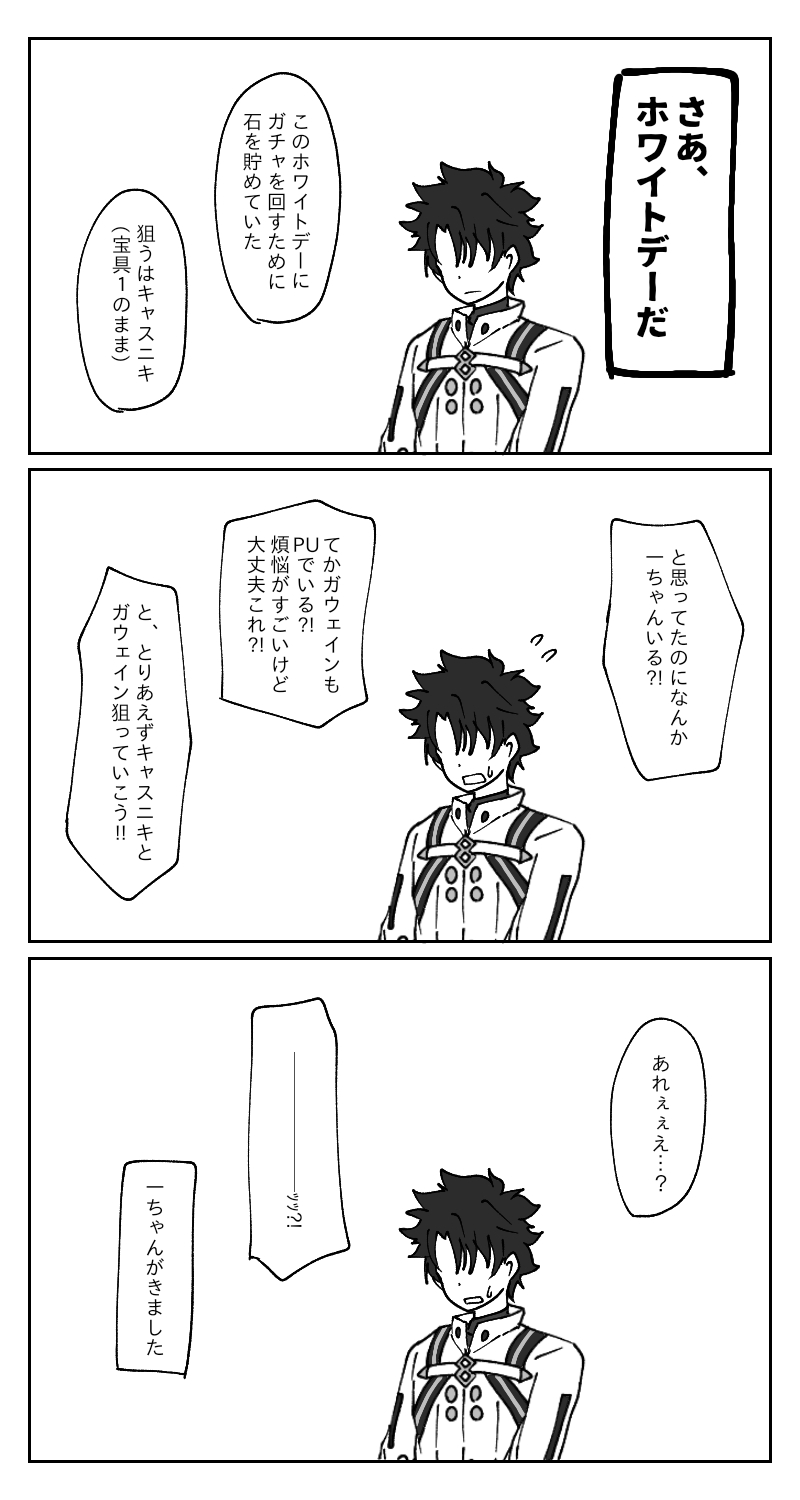 さあ、
ホワイトデーだ
このホワイトデーに
ガチャを回すために
石を貯めていた
狙うはキャスニキ
(宝具1のまま)
と思ってたのになんか
一ちゃんいる?!
てかガウェインも
PUでいる?!
煩悩がすごいけど
大丈夫これ?!
と、とりあえずキャスニキと
ガウェイン狙っていこう!!
あれぇぇえ…?
――――――ッッ?!
一ちゃんがきました